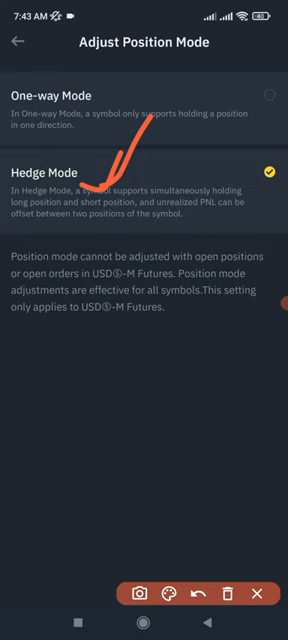 7:43 AM
40
Adjust Position Mode
One-way Mode
In One-way Mode, a symbol only supports holding a position
in one direction.
Hedge Mode
In Hedge Mode, a symbol supports simultaneously holding
long position and short position, and unrealized PNL can be
offset between two positions of the symbol.
Position mode cannot be adjusted with open positions
or open orders in USDⓈ-M Futures. Position mode
adjustments are effective for all symbols.This setting
only applies to USDⓈ-M Futures.